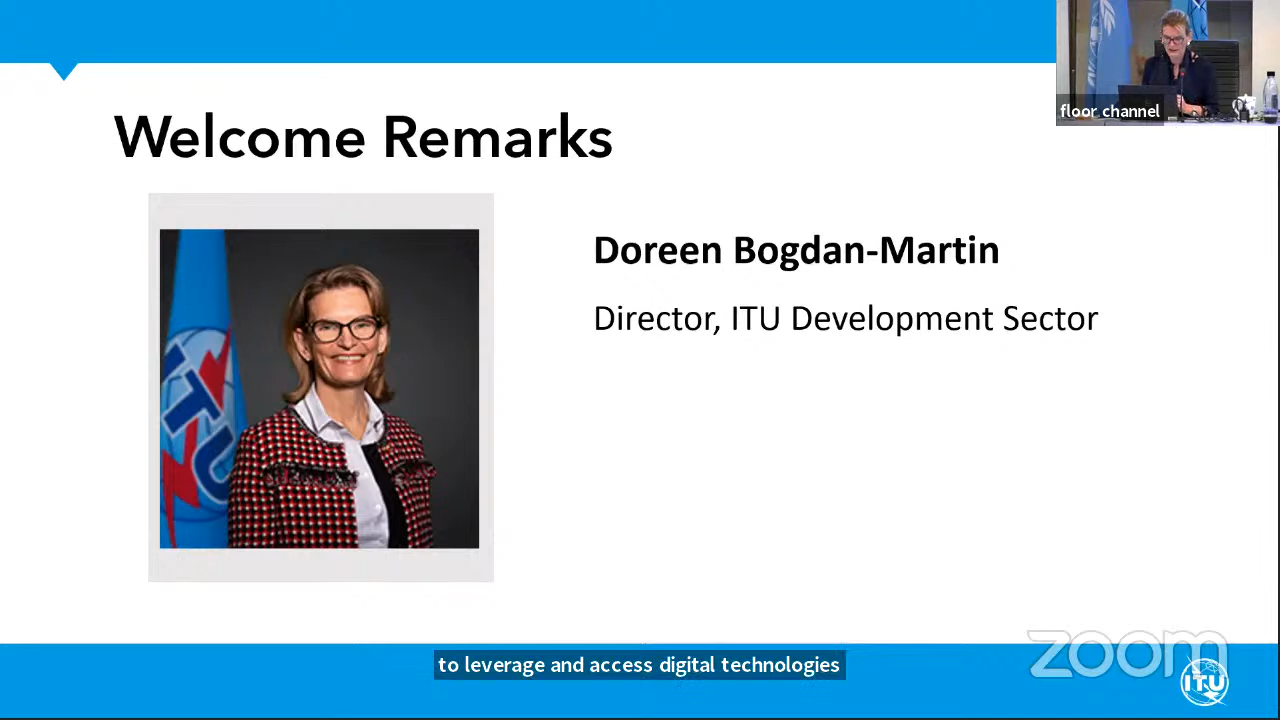 floor channel
Welcome Remarks
ITU
Doreen Bogdan-Martin
Director, ITU Development Sector
to leverage and access digital technologies
zoom
ITU